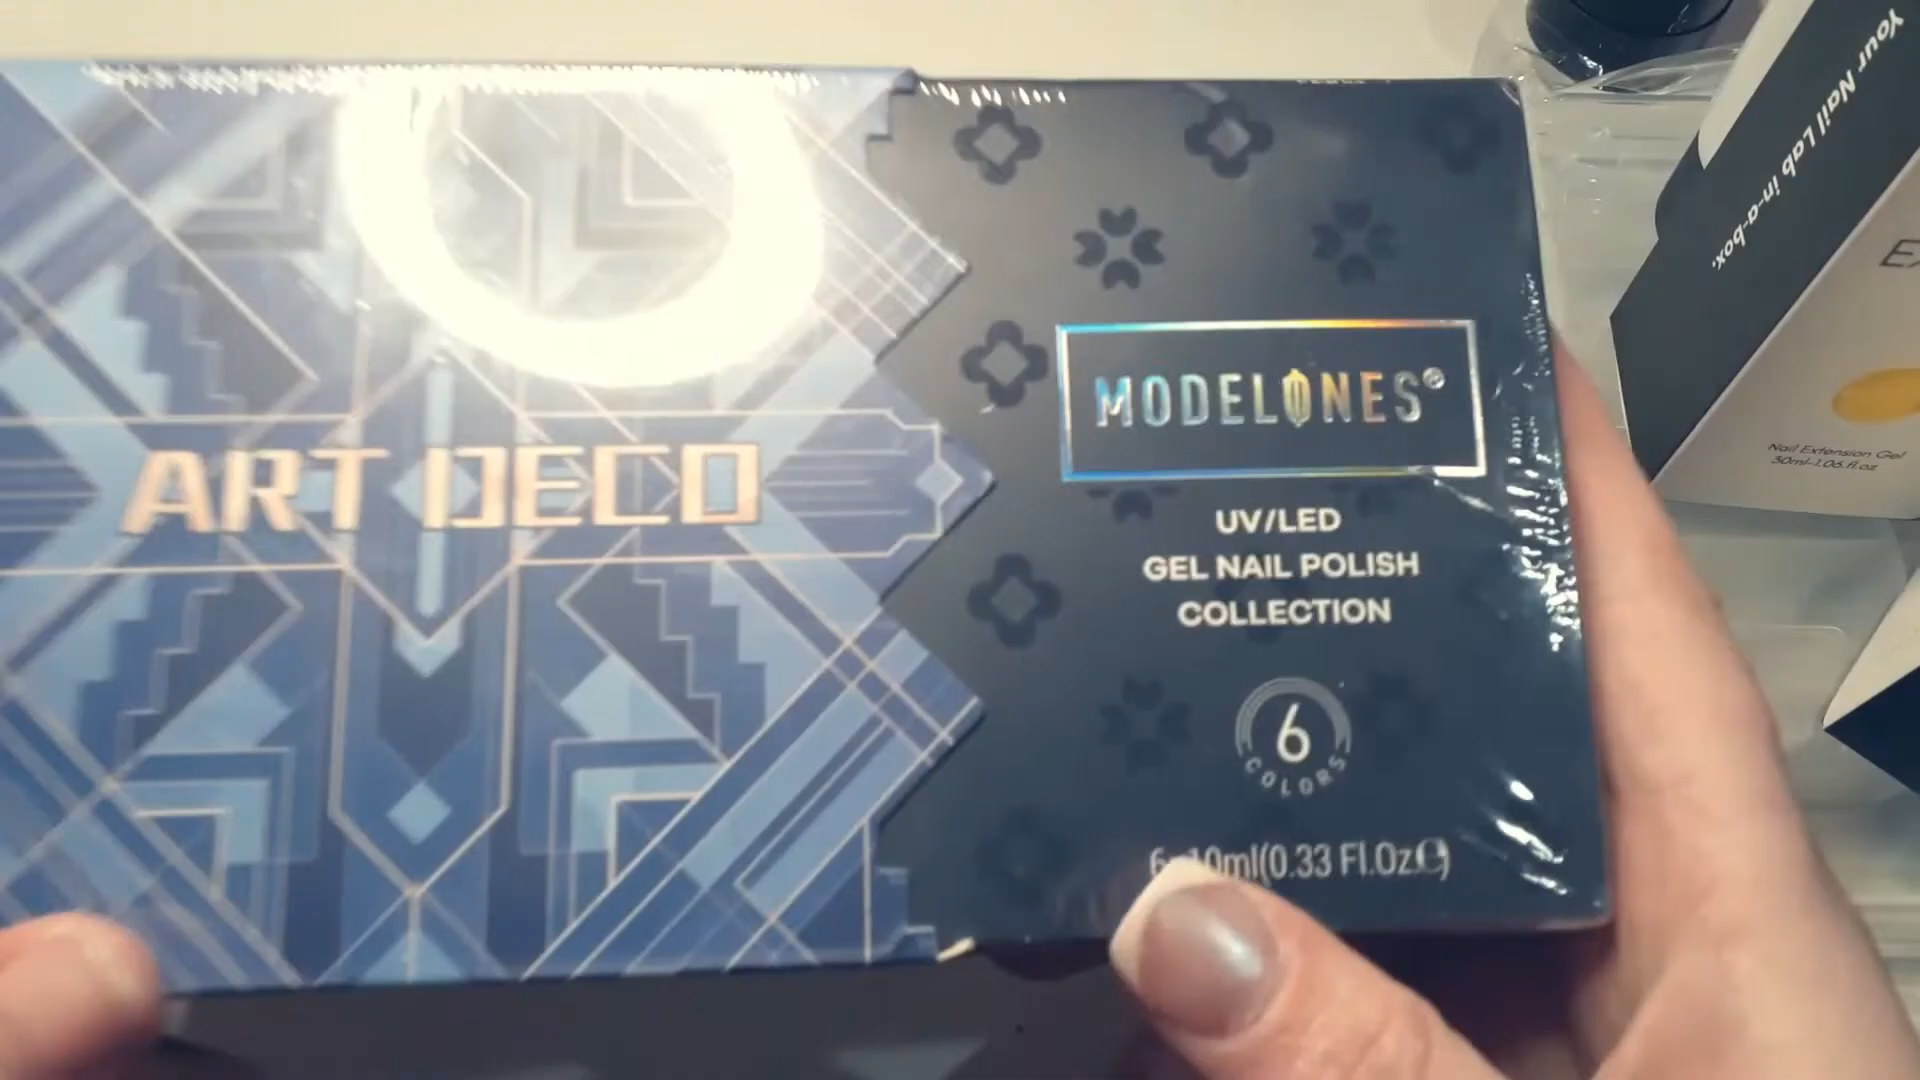 ART DECO
MODELONES®
UV/LED
GEL NAIL POLISH
COLLECTION
6
COLORS
10ml(0.33 Fl.Oz.)
Your Nail Lab in-a-box.
Nail Extension Gel
30ml-1.06.fl.oz